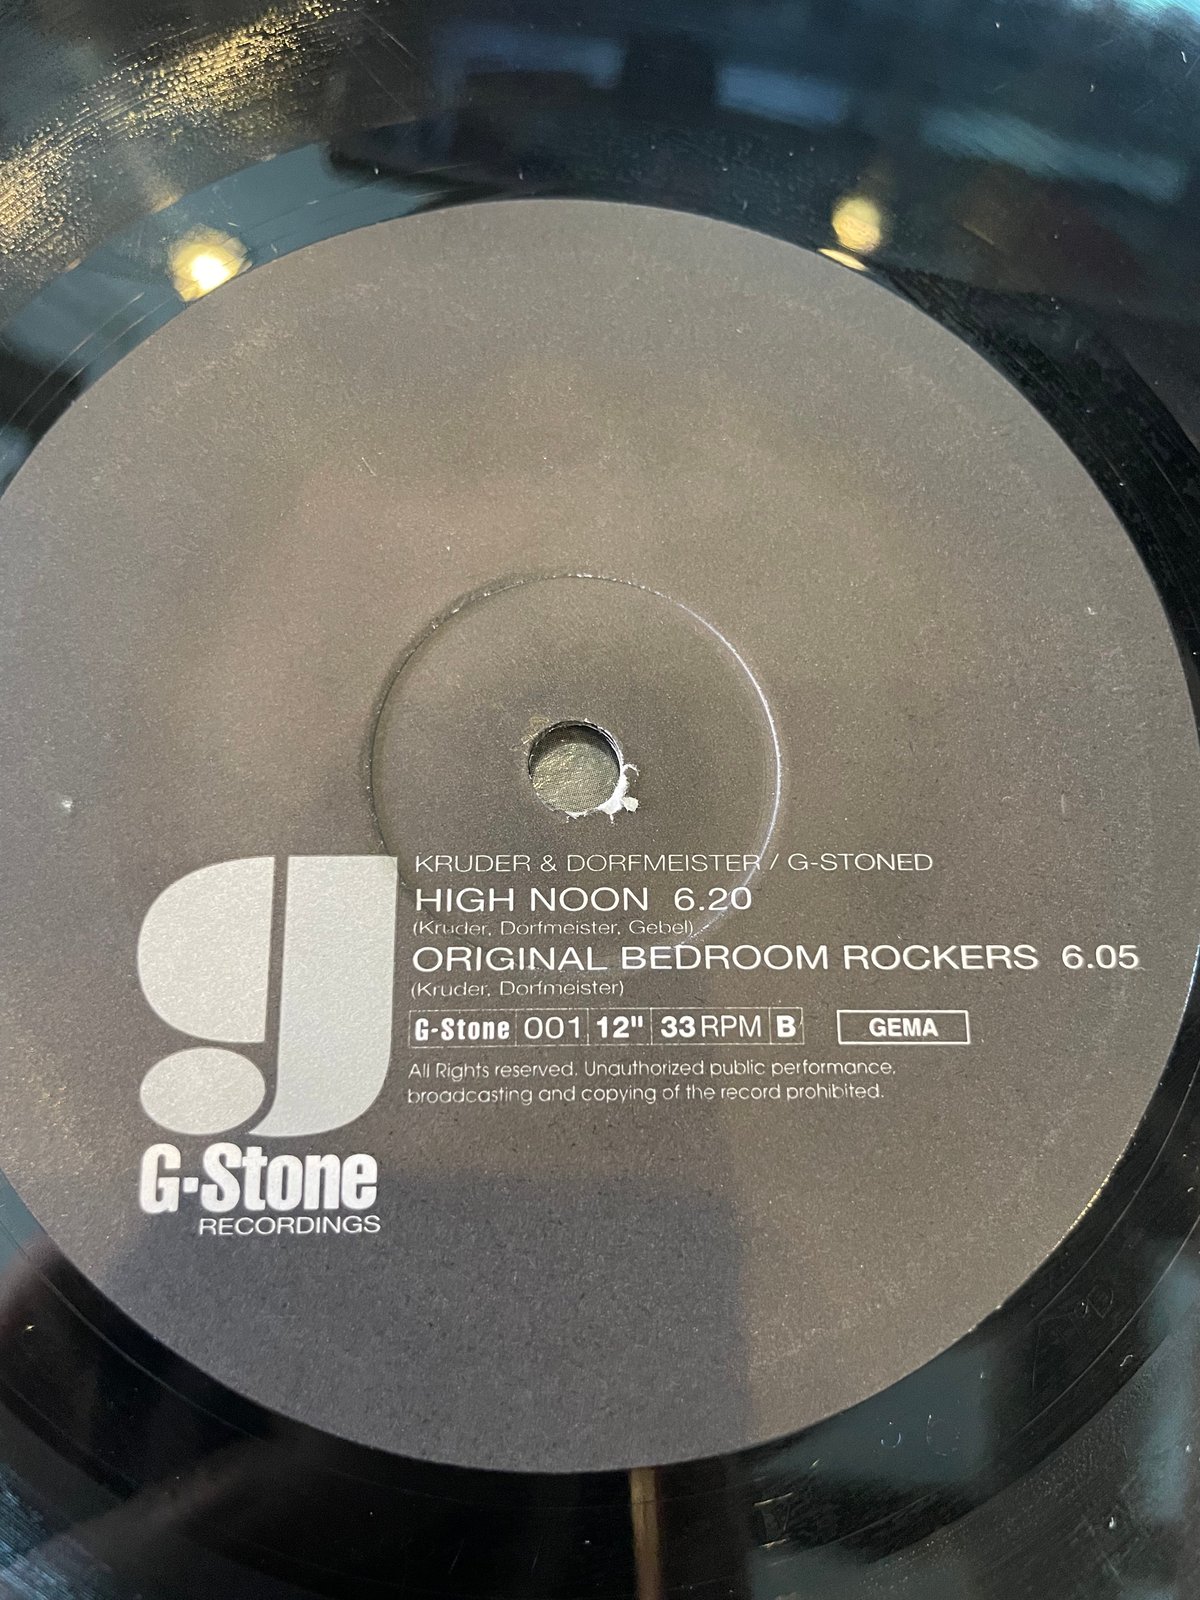 KRUDER & DORFMEISTER / G-STONED
HIGH NOON 6.20
(Kruder, Dorfmeister, Gebel)
ORIGINAL BEDROOM ROCKERS 6.05
(Kruder, Dorfmeister)
G-Stone 001 12" 33 RPM B GEMA
All Rights reserved. Unauthorized public performance,
broadcasting and copying of the record prohibited.
g
G-Stone
RECORDINGS